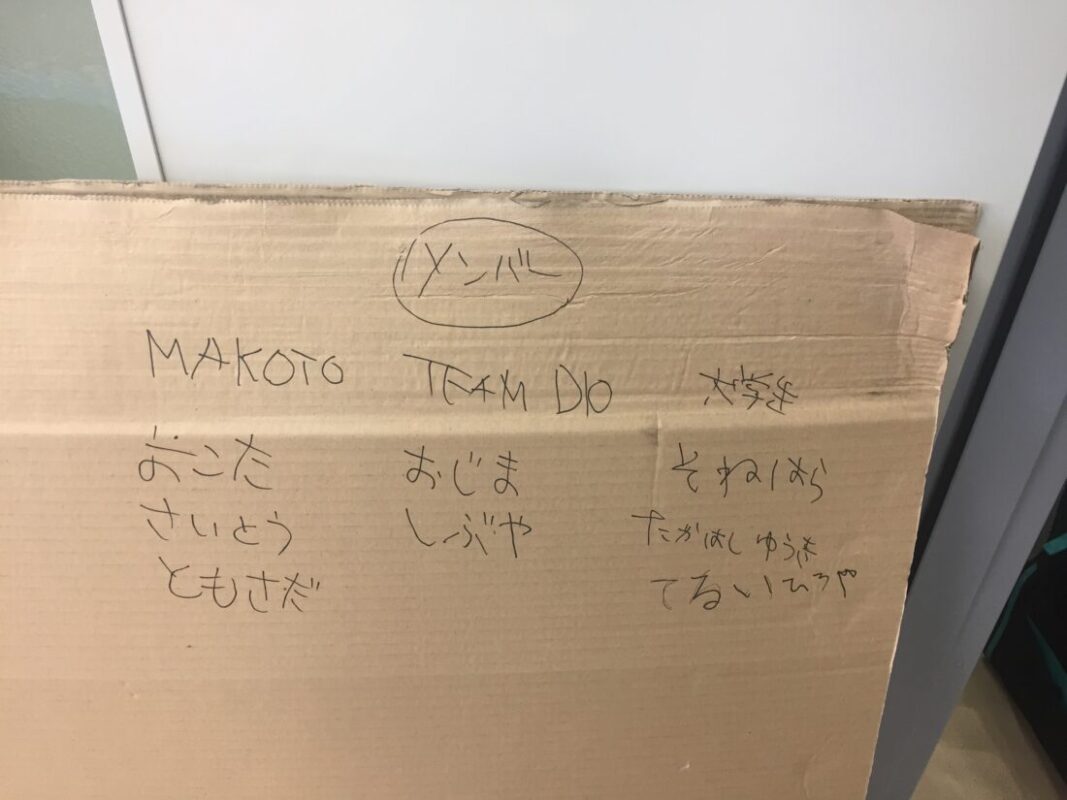 メンバー
MAKOTO TEAM DIO 大学生
おこた おじま そねはら
さいとう しぶや たかはしゆうき
ともさだ てるいひろや